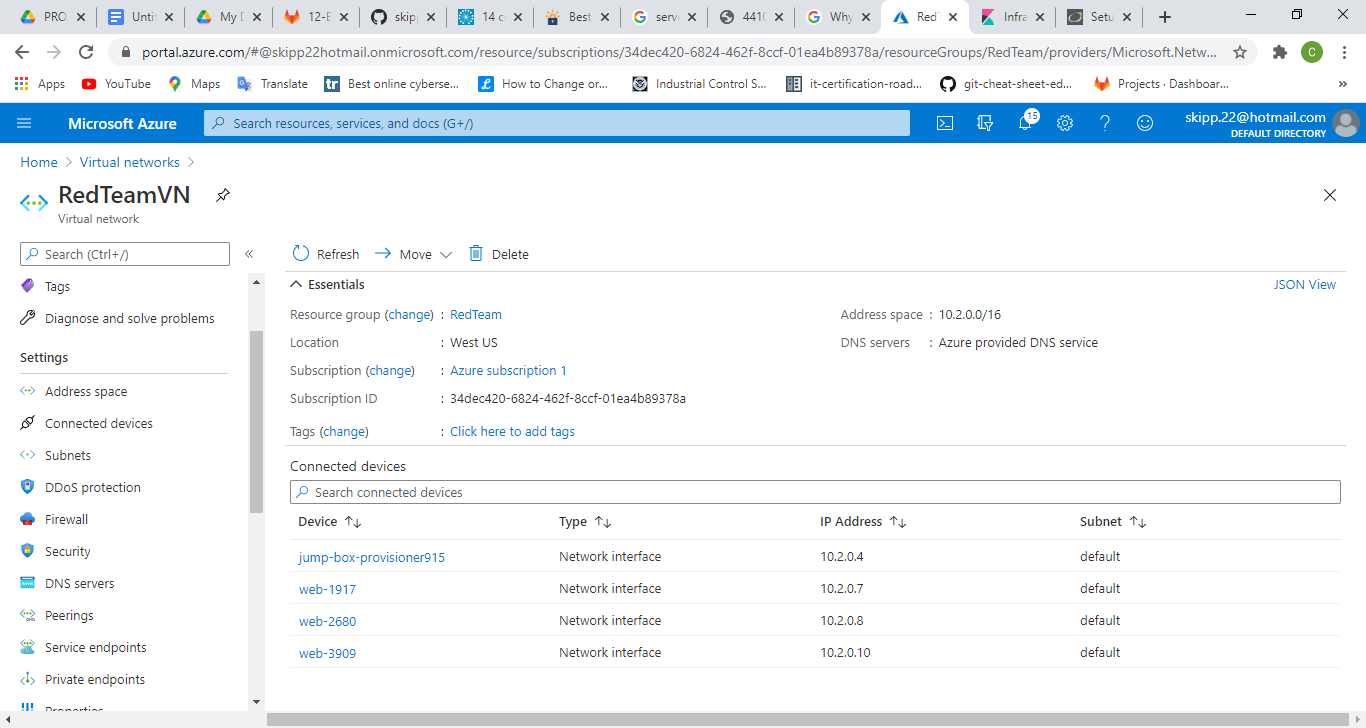 PRO.
Untit
My D
12-E
skip
14 c
Best
serv
4410
Why
RedT
Infra
Setu
portal.azure.com/#@skipp22hotmail.onmicrosoft.com/resource/subscriptions/34dec420-6824-462f-8ccf-01ea4b89378a/resourceGroups/RedTeam/providers/Microsoft.Netw...
C
Apps YouTube Maps Translate Best online cyberse... How to Change or... Industrial Control S... it-certification-road... git-cheat-sheet-ed... Projects · Dashboar... »
Microsoft Azure Search resources, services, and docs (G+/) 15 skipp.22@hotmail.com
DEFAULT DIRECTORY
Home > Virtual networks >
RedTeamVN
Virtual network
Search (Ctrl+/) «
Refresh Move Delete
Tags
Diagnose and solve problems
Settings
Address space
Connected devices
Subnets
DDoS protection
Firewall
Security
DNS servers
Peerings
Service endpoints
Private endpoints
Properties
Essentials JSON View
Resource group (change) : RedTeam
Location : West US
Subscription (change) : Azure subscription 1
Subscription ID : 34dec420-6824-462f-8ccf-01ea4b89378a
Tags (change) : Click here to add tags
Address space : 10.2.0.0/16
DNS servers : Azure provided DNS service
Connected devices
Search connected devices
Device Type IP Address Subnet
jump-box-provisioner915 Network interface 10.2.0.4 default
web-1917 Network interface 10.2.0.7 default
web-2680 Network interface 10.2.0.8 default
web-3909 Network interface 10.2.0.10 default